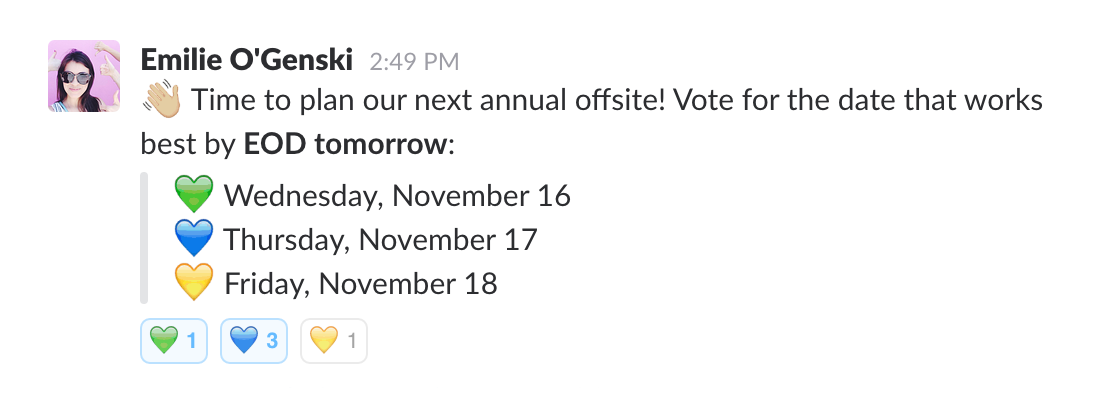 Emilie O'Genski 2:49 PM
👋🏼 Time to plan our next annual offsite! Vote for the date that works
best by EOD tomorrow:
💚 Wednesday, November 16
💙 Thursday, November 17
💛 Friday, November 18
💚 1 💙 3 💛 1